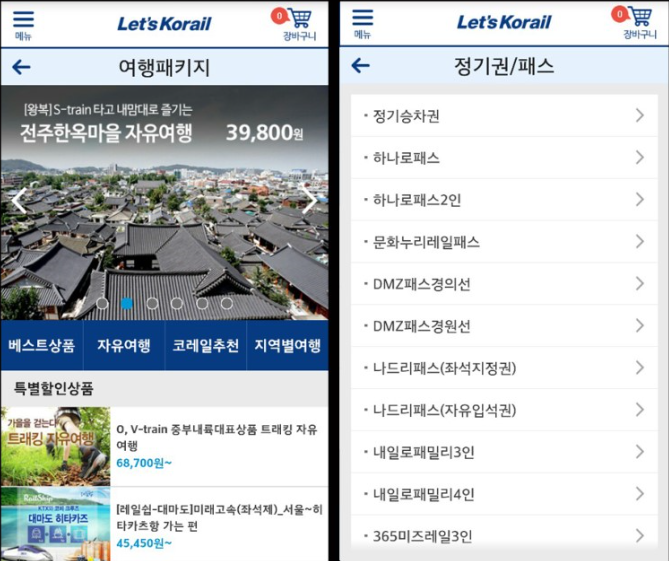 메뉴
Let's Korail
0
장바구니
여행패키지
[왕복]S-train 타고 내맘대로 즐기는
전주한옥마을 자유여행 39,800원
베스트상품
자유여행
코레일추천
지역별여행
특별할인상품
가을을 걷는다
트래킹 자유여행
O, V-train 중부내륙대표상품 트래킹 자유
여행
68,700원~
RailShip
대마도 히타카츠
[레일쉽-대마도]미래고속(좌석제)_서울~히
타카츠항 가는 편
45,450원~
메뉴
Let's Korail
0
장바구니
정기권/패스
· 정기승차권
· 하나로패스
· 하나로패스2인
· 문화누리레일패스
· DMZ패스경의선
· DMZ패스경원선
· 나드리패스(좌석지정권)
· 나드리패스(자유입석권)
· 내일로패밀리3인
· 내일로패밀리4인
· 365미즈레일3인